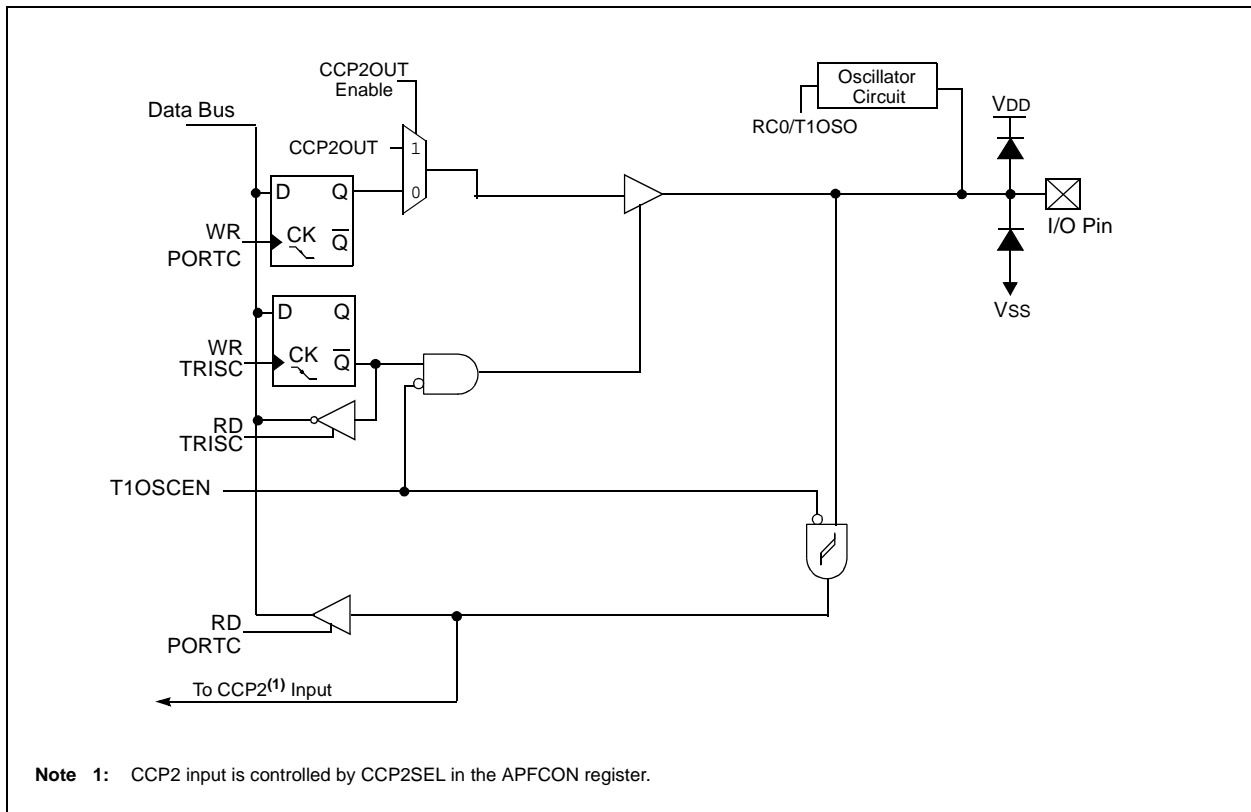 CCP2OUT
Enable
Oscillator
Circuit
VDD
Data Bus
RC0/T1OSO
CCP2OUT
1
0
D Q
CK Q
WR
PORTC
I/O Pin
VSS
D Q
CK Q
WR
TRISC
RD
TRISC
T1OSCEN
RD
PORTC
To CCP2(1) Input
Note 1: CCP2 input is controlled by CCP2SEL in the APFCON register.